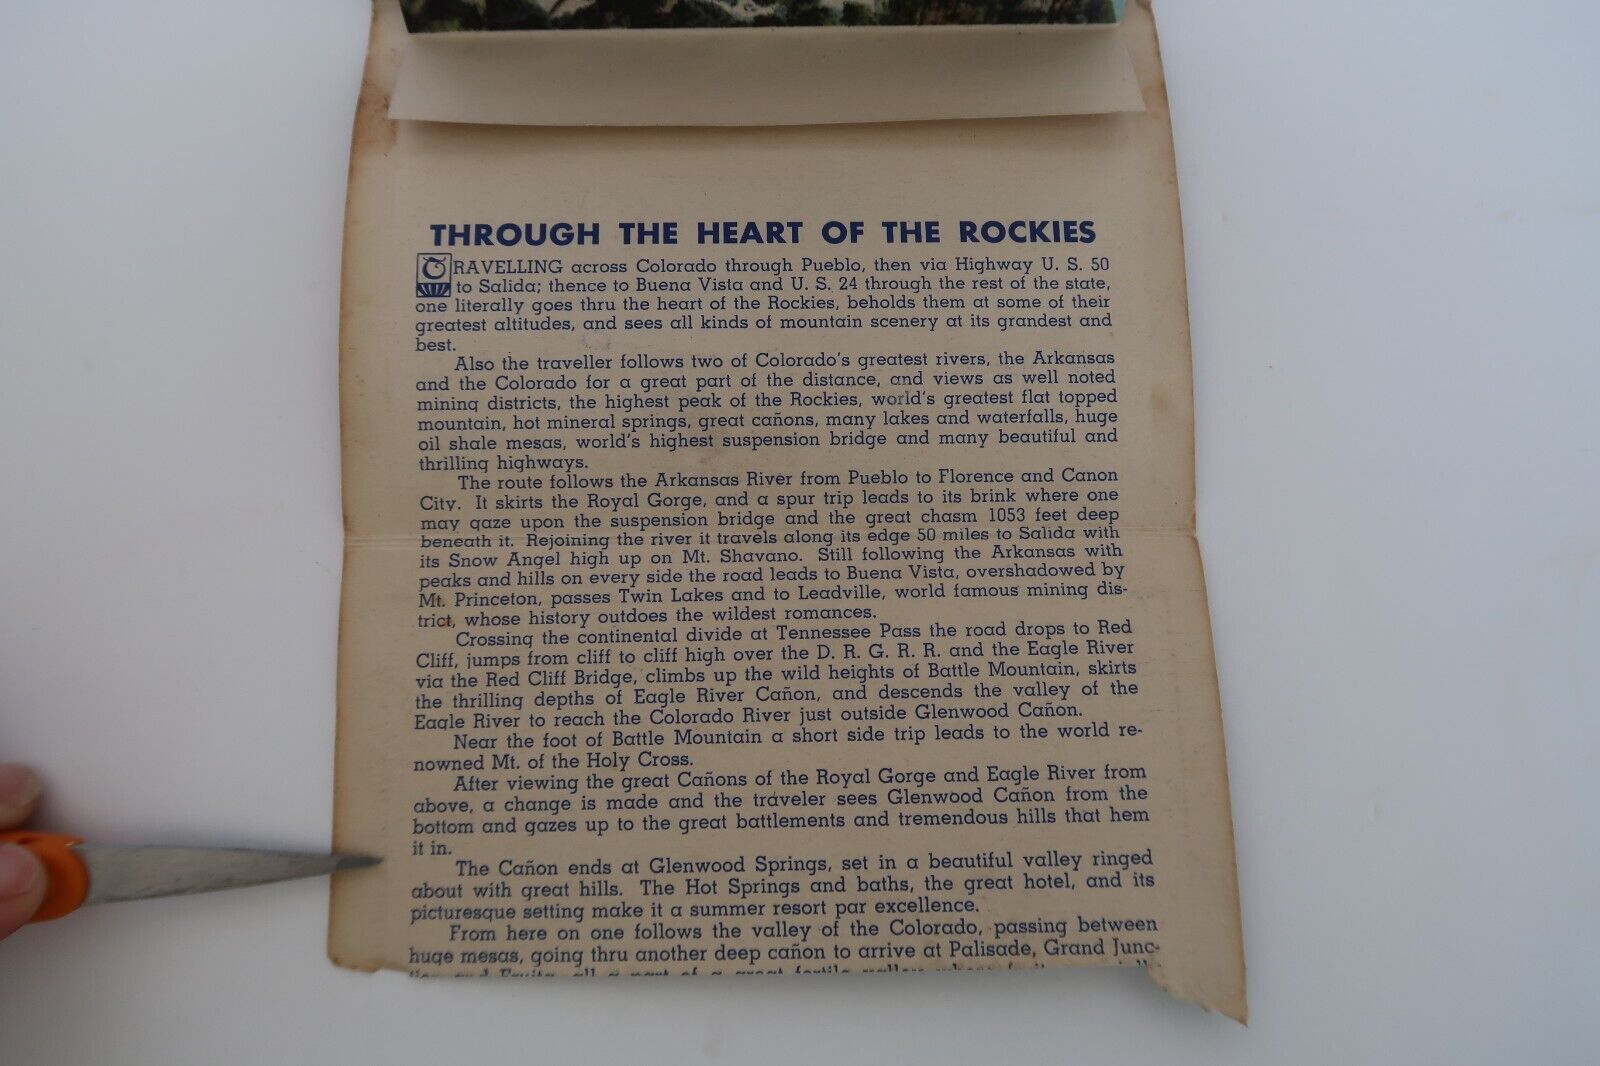 THROUGH THE HEART OF THE ROCKIES
TRAVELLING across Colorado through Pueblo, then via Highway U. S. 50
to Salida; thence to Buena Vista and U. S. 24 through the rest of the state,
one literally goes thru the heart of the Rockies, beholds them at some of their
greatest altitudes, and sees all kinds of mountain scenery at its grandest and
best.
Also the traveller follows two of Colorado's greatest rivers, the Arkansas
and the Colorado for a great part of the distance, and views as well noted
mining districts, the highest peak of the Rockies, world's greatest flat topped
mountain, hot mineral springs, great cañons, many lakes and waterfalls, huge
oil shale mesas, world's highest suspension bridge and many beautiful and
thrilling highways.
The route follows the Arkansas River from Pueblo to Florence and Canon
City. It skirts the Royal Gorge, and a spur trip leads to its brink where one
may gaze upon the suspension bridge and the great chasm 1053 feet deep
beneath it. Rejoining the river it travels along its edge 50 miles to Salida with
its Snow Angel high up on Mt. Shavano. Still following the Arkansas with
peaks and hills on every side the road leads to Buena Vista, overshadowed by
Mt. Princeton, passes Twin Lakes and to Leadville, world famous mining dis-
trict, whose history outdoes the wildest romances.
Crossing the continental divide at Tennessee Pass the road drops to Red
Cliff, jumps from cliff to cliff high over the D. R. G. R. R. and the Eagle River
via the Red Cliff Bridge, climbs up the wild heights of Battle Mountain, skirts
the thrilling depths of Eagle River Cañon, and descends the valley of the
Eagle River to reach the Colorado River just outside Glenwood Cañon.
Near the foot of Battle Mountain a short side trip leads to the world re-
nowned Mt. of the Holy Cross.
After viewing the great Cañons of the Royal Gorge and Eagle River from
above, a change is made and the traveler sees Glenwood Cañon from the
bottom and gazes up to the great battlements and tremendous hills that hem
it in.
The Cañon ends at Glenwood Springs, set in a beautiful valley ringed
about with great hills. The Hot Springs and baths, the great hotel, and its
picturesque setting make it a summer resort par excellence.
From here on one follows the valley of the Colorado, passing between
huge mesas, going thru another deep cañon to arrive at Palisade, Grand Junc-
tion and Fruita, all a part of a great fertile valley whose